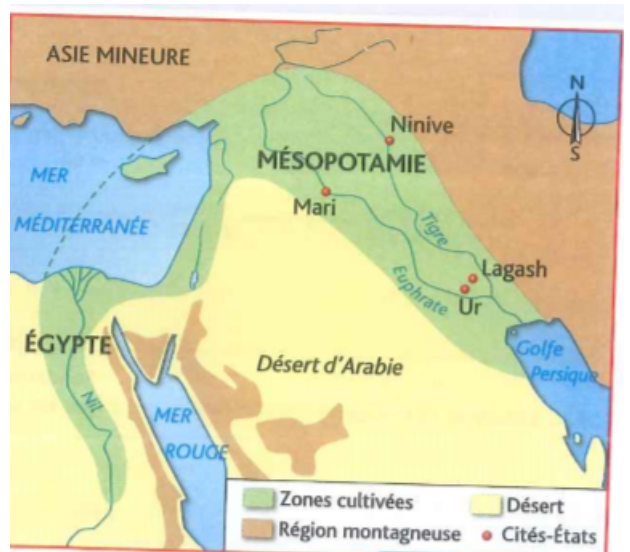 ASIE MINEURE
N
S
Ninive
MÉSOPOTAMIE
MER
MÉDITERRANÉE
Mari
Tigre
Lagash
Euphrate
Ur
ÉGYPTE
Golfe
Persique
Désert d'Arabie
Nil
MER
ROUGE
Zones cultivées
Désert
Région montagneuse
Cités-États